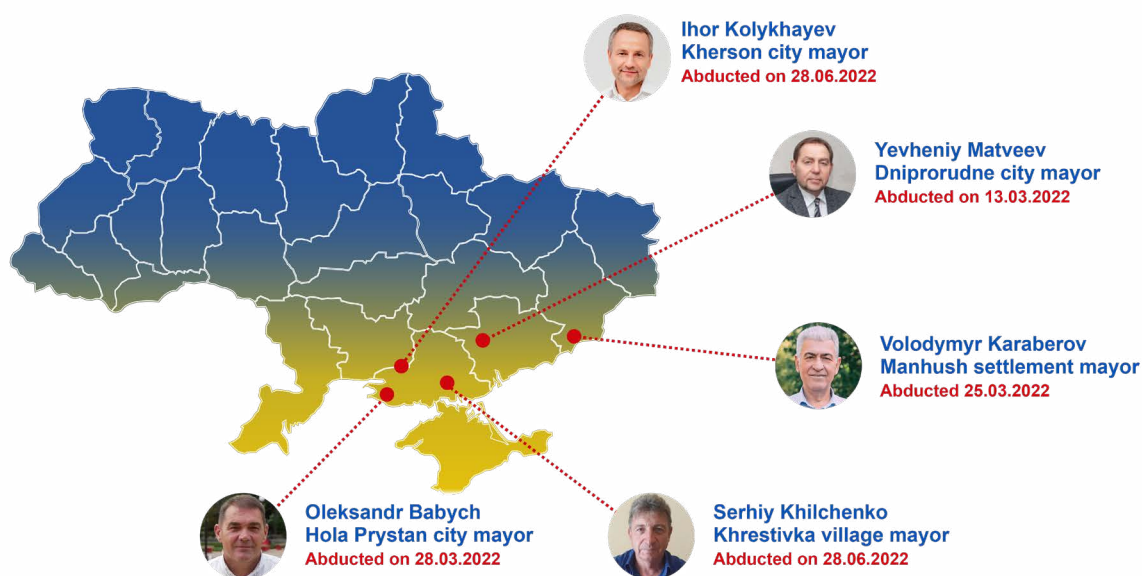 Ihor Kolykhayev
Kherson city mayor
Abducted on 28.06.2022
Yevheniy Matveev
Dniprorudne city mayor
Abducted on 13.03.2022
Volodymyr Karaberov
Manhush settlement mayor
Abducted 25.03.2022
Oleksandr Babych
Hola Prystan city mayor
Abducted on 28.03.2022
Serhiy Khilchenko
Khrestivka village mayor
Abducted on 28.06.2022